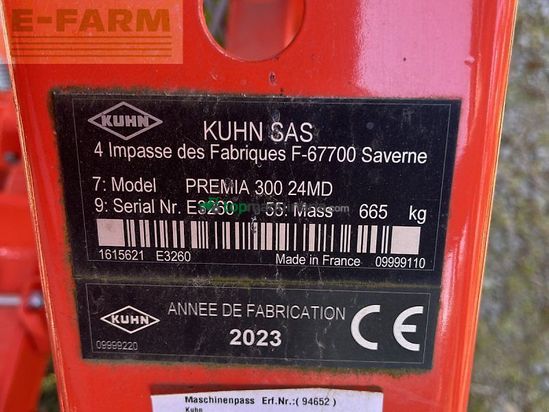 E-FARM
KUHN
KUHN SAS
4 Impasse des Fabriques F-67700 Saverne
7: Model PREMIA 300 24MD
9: Serial Nr. E3260 55: Mass 665 kg
1615621 E3260 Made in France 09999110
KUHN
ANNEE DE FABRICATION
2023
CE
09999220
Maschinenpass Erf.Nr.:( 94652 )
Kuhn